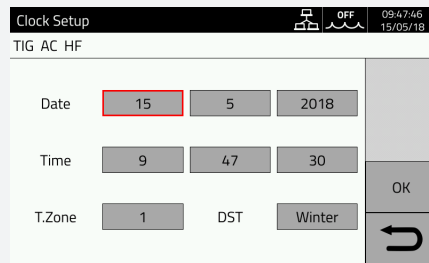 Clock Setup OFF 09:47:46
15/05/18
TIG AC HF
Date 15 5 2018
Time 9 47 30
OK
T.Zone 1 DST Winter